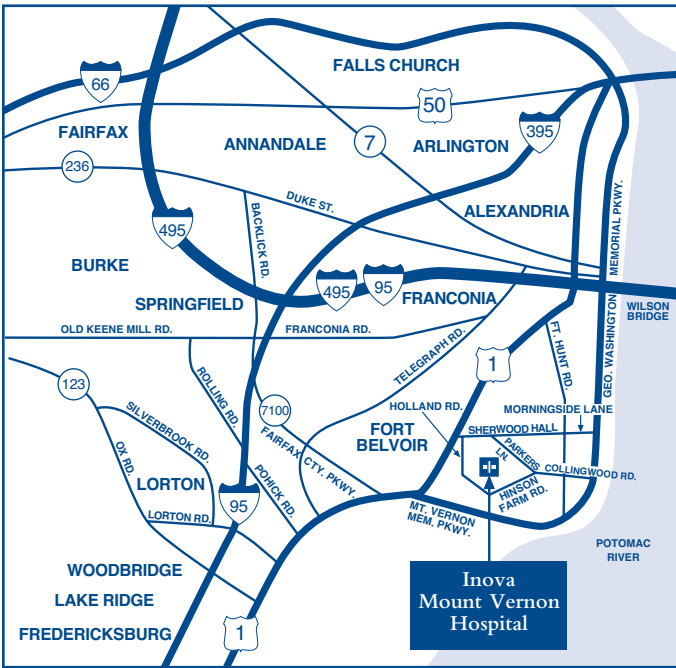 FALLS CHURCH
66
50
FAIRFAX
ANNANDALE
7
ARLINGTON
395
236
DUKE ST.
BACKLICK RD.
ALEXANDRIA
MEMORIAL PKWY.
GEO. WASHINGTON
495
BURKE
SPRINGFIELD
495
95
FRANCONIA
WILSON
BRIDGE
OLD KEENE MILL RD.
FRANCONIA RD.
TELEGRAPH RD.
1
FT. HUNT RD.
123
ROLLING RD.
7100
HOLLAND RD.
MORNINGSIDE LANE
SILVERBROOK RD.
FORT
BELVOIR
SHERWOOD HALL
PARKERS
LN.
OX RD.
FAIRFAX CTY. PKWY.
COLLINGWOOD RD.
LORTON
POHICK RD.
HINSON
FARM RD.
95
LORTON RD.
MT. VERNON
MEM. PKWY.
POTOMAC
RIVER
WOODBRIDGE
LAKE RIDGE
FREDERICKSBURG
1
Inova
Mount Vernon
Hospital